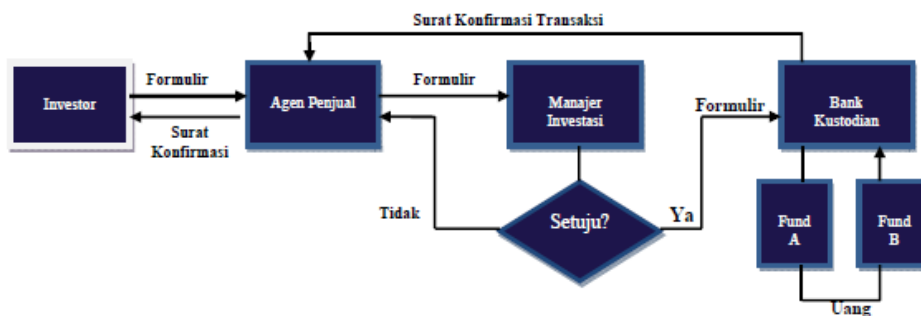 Surat Konfirmasi Transaksi
Investor
Formulir
Surat
Konfirmasi
Agen Penjual
Formulir
Manajer
Investasi
Formulir
Bank
Kustodian
Tidak
Setuju?
Ya
Fund
A
Fund
B
Uang